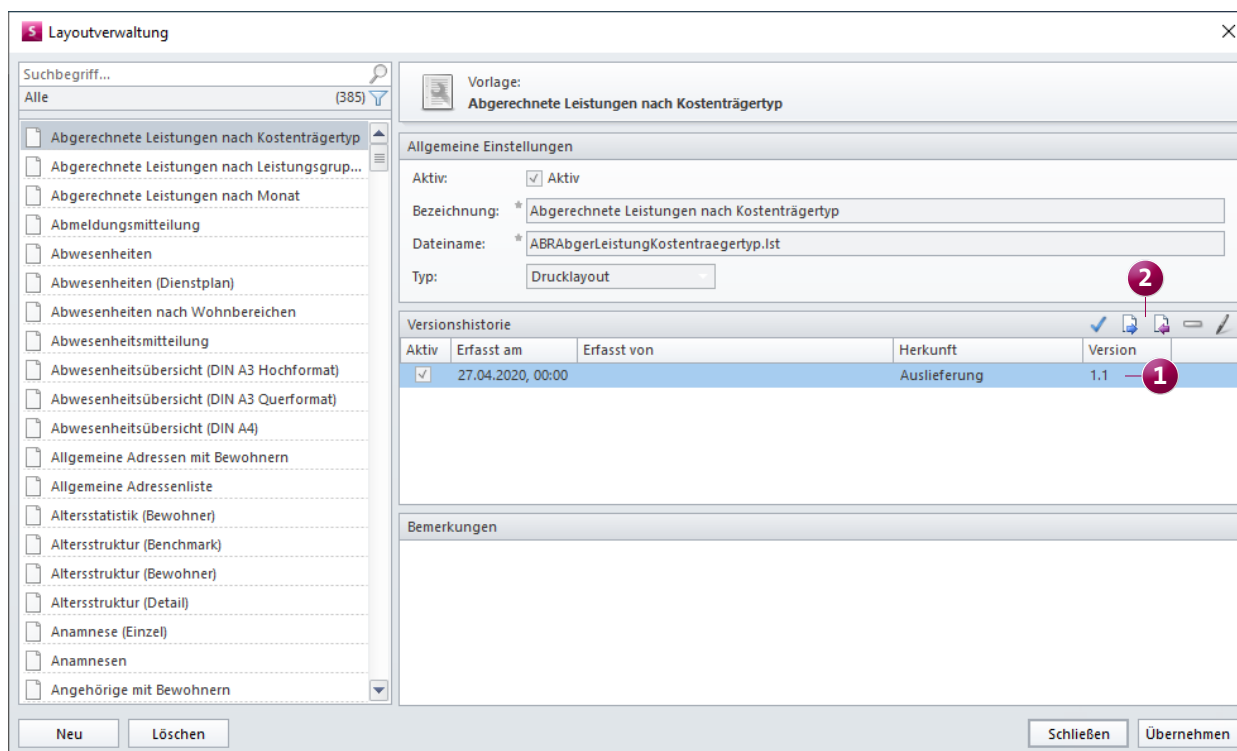 S Layoutverwaltung
Suchbegriff...
Alle (385)
Abgerechnete Leistungen nach Kostenträgertyp
Abgerechnete Leistungen nach Leistungsgrup...
Abgerechnete Leistungen nach Monat
Abmeldungsmitteilung
Abwesenheiten
Abwesenheiten (Dienstplan)
Abwesenheiten nach Wohnbereichen
Abwesenheitsmitteilung
Abwesenheitsübersicht (DIN A3 Hochformat)
Abwesenheitsübersicht (DIN A3 Querformat)
Abwesenheitsübersicht (DIN A4)
Allgemeine Adressen mit Bewohnern
Allgemeine Adressenliste
Altersstatistik (Bewohner)
Altersstruktur (Benchmark)
Altersstruktur (Bewohner)
Altersstruktur (Detail)
Anamnese (Einzel)
Anamnesen
Angehörige mit Bewohnern
Neu Löschen
Vorlage:
Abgerechnete Leistungen nach Kostenträgertyp
Allgemeine Einstellungen
Aktiv: Aktiv
Bezeichnung: * Abgerechnete Leistungen nach Kostenträgertyp
Dateiname: * ABRAbgerLeistungKostentraegertyp.lst
Typ: Drucklayout
2
Versionshistorie
Aktiv Erfasst am Erfasst von Herkunft Version
27.04.2020, 00:00 Auslieferung 1.1 1
Bemerkungen
Schließen Übernehmen